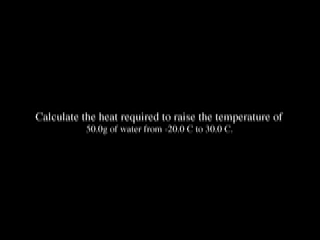 Calculate the heat required to raise the temperature of
50.0g of water from -20.0 C to 30.0 C.